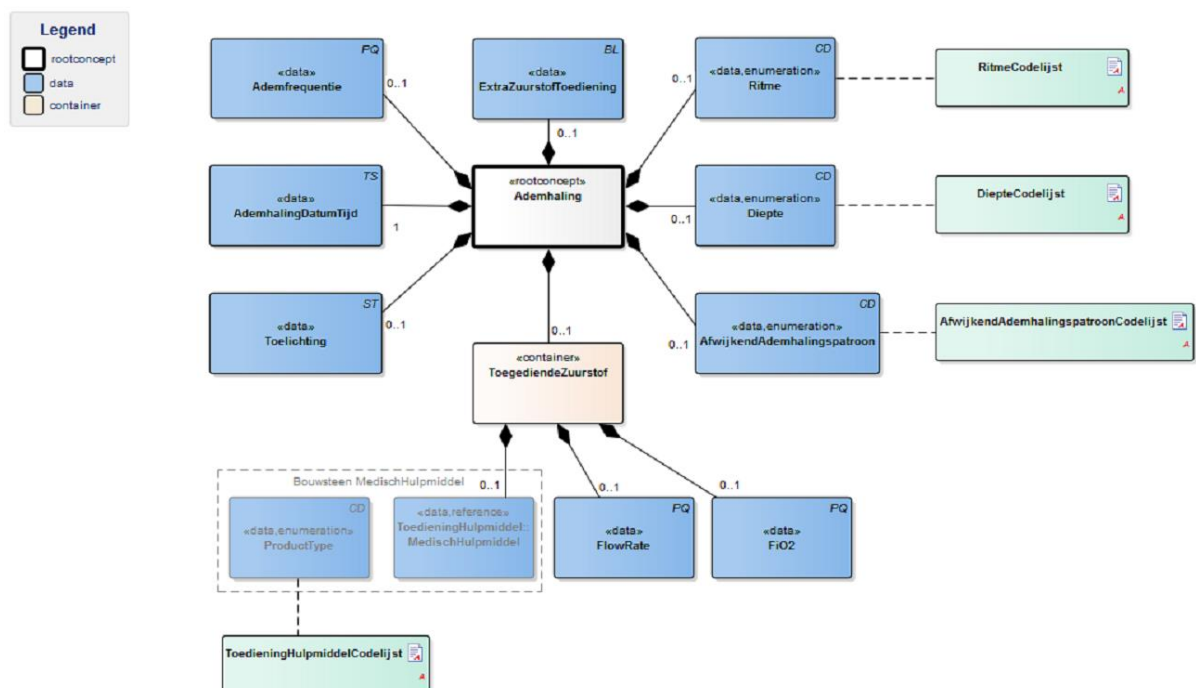 Legend
rootconcept
data
container
PQ
«data»
Ademfrequentie
0..1
BL
«data»
ExtraZuurstofToediening
0..1
CD
«data,enumeration»
Ritme
0..1
RitmeCodelijst
A
TS
«data»
AdemhalingDatumTijd
1
«rootconcept»
Ademhaling
CD
«data,enumeration»
Diepte
0..1
DiepteCodelijst
A
ST
«data»
Toelichting
0..1
0..1
«container»
ToegediendeZuurstof
CD
«data,enumeration»
AfwijkendAdemhalingspatroon
0..1
AfwijkendAdemhalingspatroonCodelijst
A
Bouwsteen MedischHulpmiddel
CD
«data,enumeration»
ProductType
0..1
«data,reference»
ToedieningHulpmiddel::
MedischHulpmiddel
0..1
PQ
«data»
FlowRate
0..1
PQ
«data»
FiO2
ToedieningHulpmiddelCodelijst
A